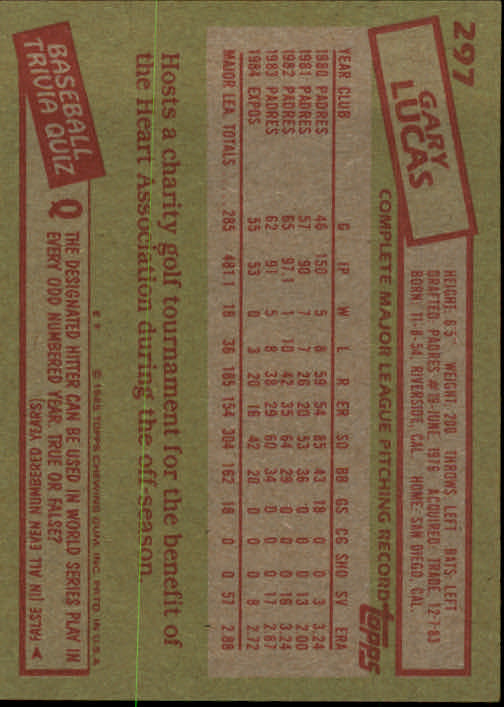 297
GARY
LUCAS
HEIGHT: 6'5" WEIGHT: 200 THROWS: LEFT BATS: LEFT
DRAFTED: PADRES #19-JUNE, 1976 ACQUIRED: TRADE, 12-7-83
BORN: 11-8-54, RIVERSIDE, CAL. HOME: SAN DIEGO, CAL.
COMPLETE MAJOR LEAGUE PITCHING RECORD topps
YEAR CLUB G IP W L R ER SO BB GS CG SHO SV ERA
1980 PADRES 46 150 5 8 59 54 85 43 18 0 0 3 3.24
1981 PADRES 57 90 7 7 26 20 53 36 0 0 0 13 2.00
1982 PADRES 65 97.1 1 10 42 35 64 29 0 0 0 16 3.24
1983 PADRES 62 91 5 8 38 29 60 34 0 0 0 17 2.87
1984 EXPOS 55 53 0 3 20 16 42 20 0 0 0 8 2.72
MAJOR LEA. TOTALS 285 481.1 18 36 185 154 304 162 18 0 0 57 2.88
Hosts a charity golf tournament for the benefit of
the Heart Association during the off-season.
© 1985 TOPPS CHEWING GUM, INC. PRTD. IN U.S.A.
BASEBALL
TRIVIA QUIZ
Q THE DESIGNATED HITTER CAN BE USED IN WORLD SERIES PLAY IN
EVERY ODD NUMBERED YEAR. TRUE OR FALSE?
A FALSE (IN ALL EVEN NUMBERED YEARS)